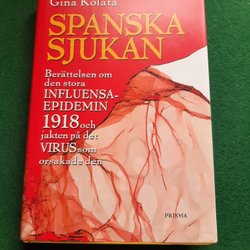 Gina Kolata
SPANSKA
SJUKAN
Berättelsen om
den stora
INFLUENSA-
EPIDEMIN
1918 och
jakten på det
VIRUS som
orsakade den
PRISMA